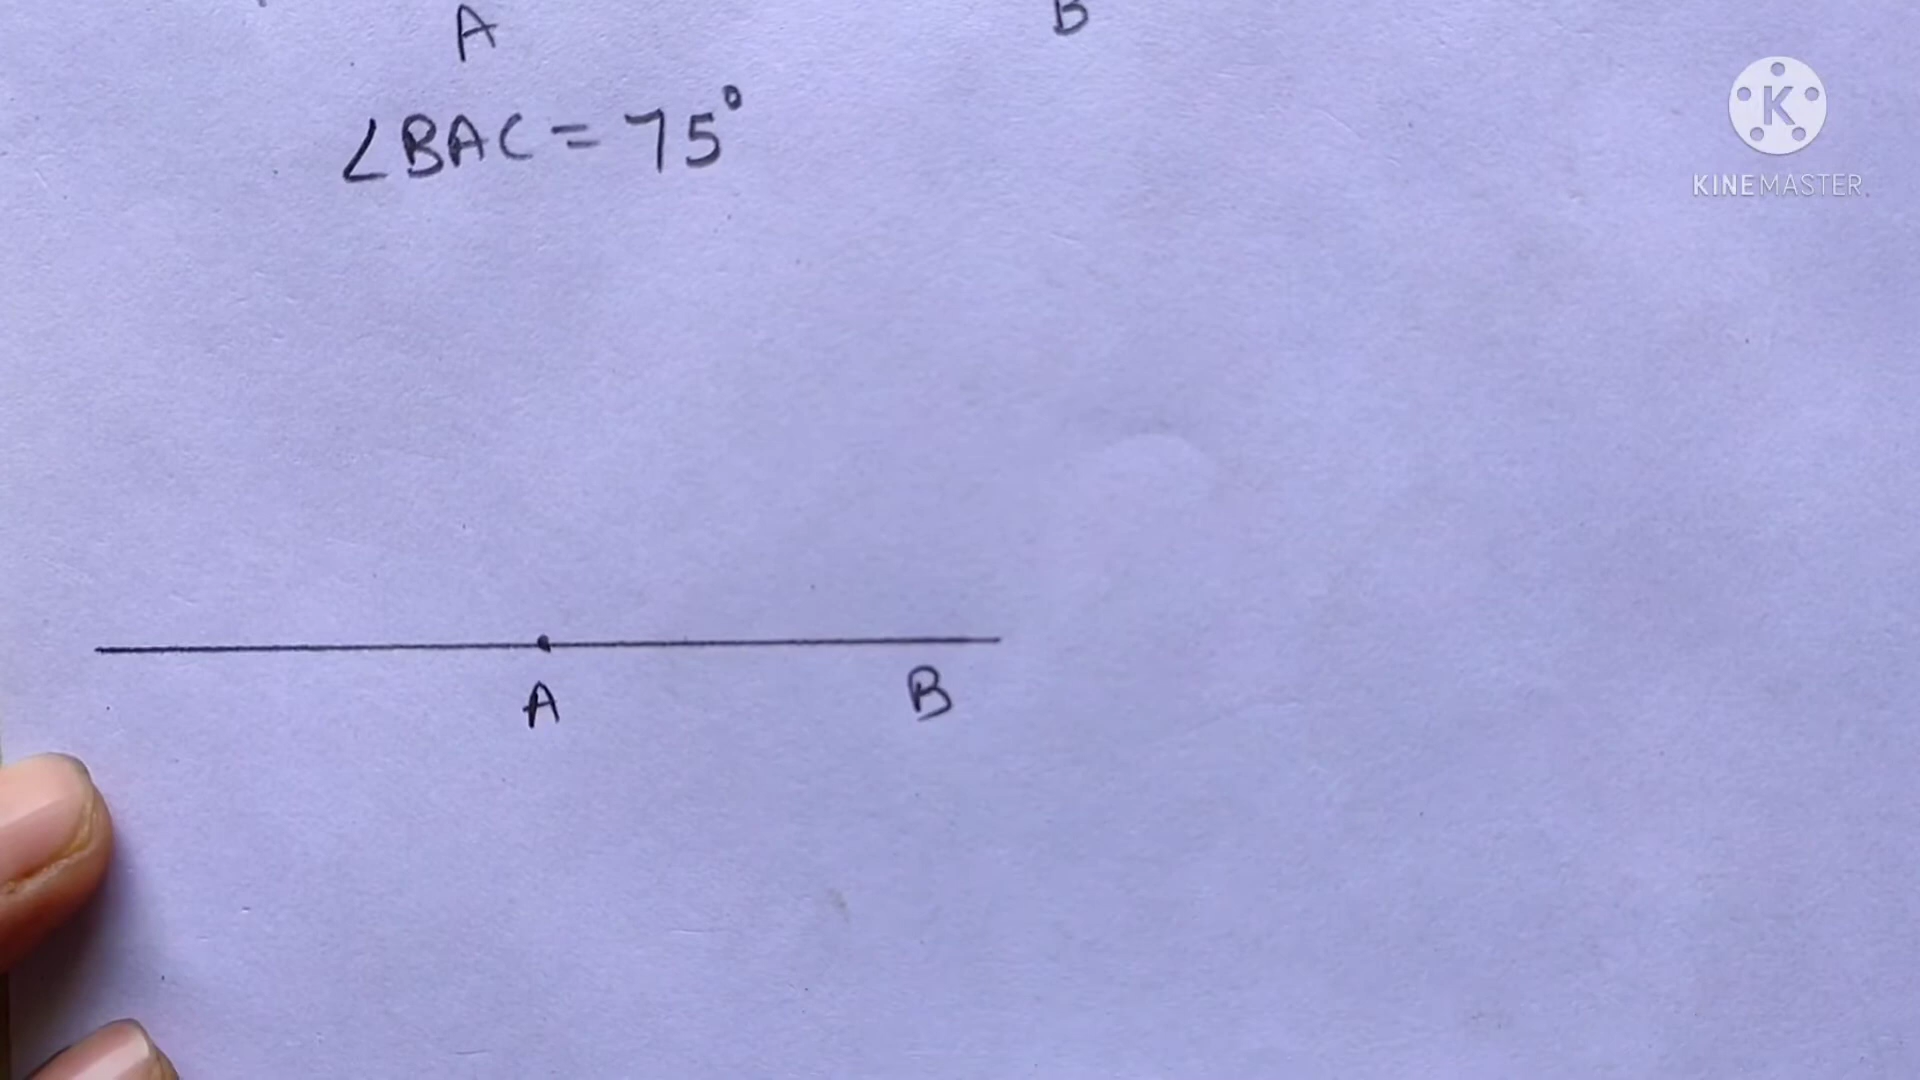 A B
∠BAC = 75°
K
KINEMASTER
A B